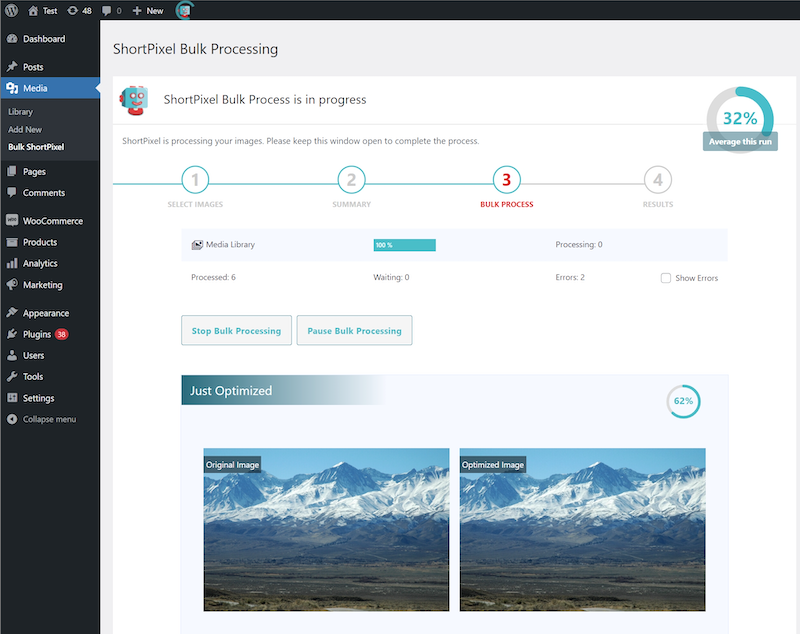 Test 48 0 New
Dashboard
Posts
Media
Library
Add New
Bulk ShortPixel
Pages
Comments
WooCommerce
Products
Analytics
Marketing
Appearance
Plugins 38
Users
Tools
Settings
Collapse menu
ShortPixel Bulk Processing
ShortPixel Bulk Process is in progress
32%
Average this run
ShortPixel is processing your images. Please keep this window open to complete the process.
1 2 3 4
SELECT IMAGES SUMMARY BULK PROCESS RESULTS
Media Library 100 % Processing: 0
Processed: 6 Waiting: 0 Errors: 2 Show Errors
Stop Bulk Processing Pause Bulk Processing
Just Optimized
62%
Original Image Optimized Image